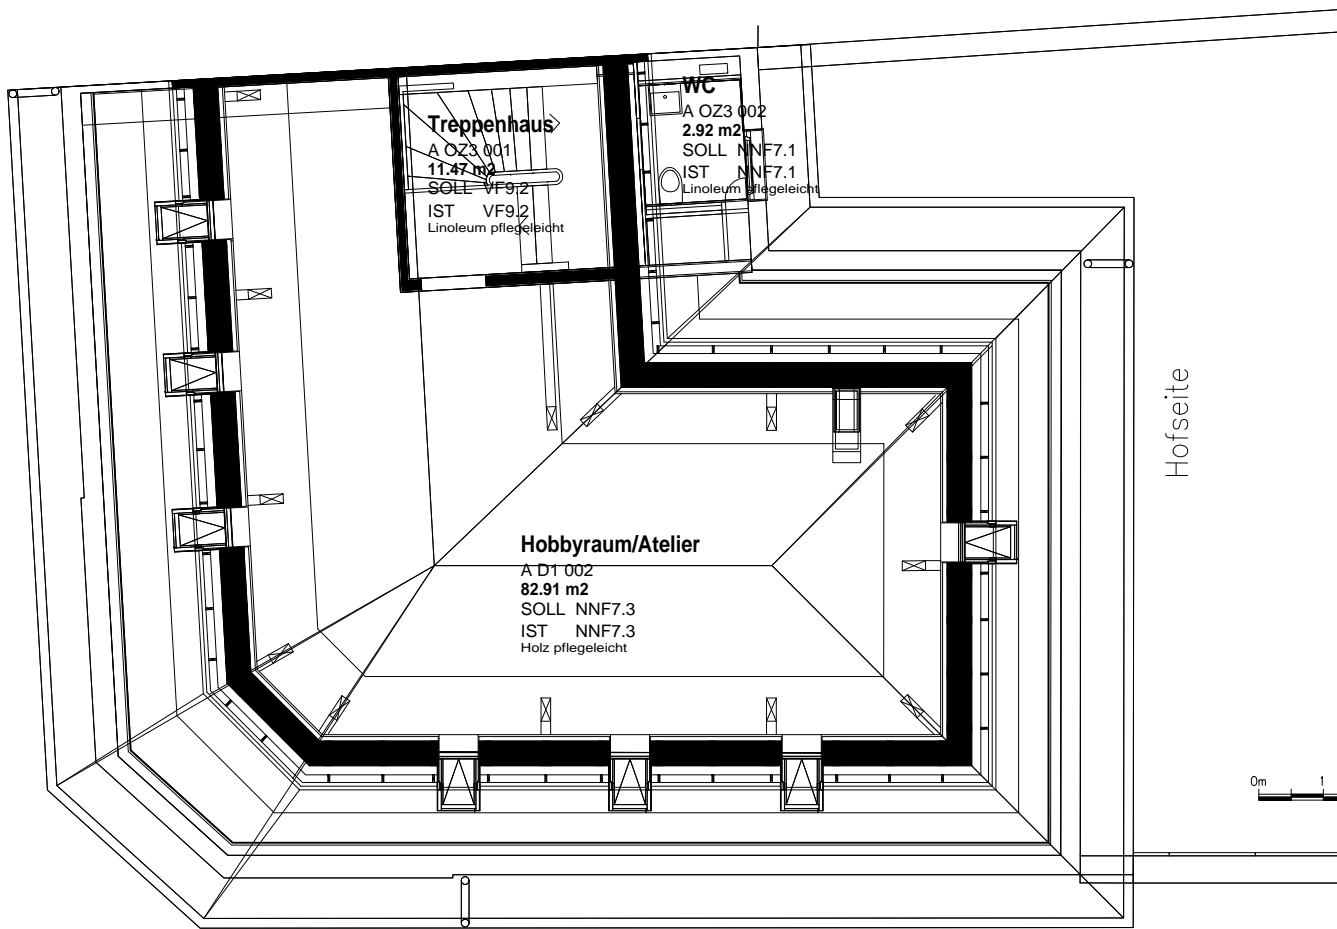 WC
A OZ3 002
2.92 m2
SOLL NNF7.1
IST NNF7.1
Linoleum pflegeleicht
Treppenhaus
A OZ3 001
11.47 m2
SOLL VF9.2
IST VF9.2
Linoleum pflegeleicht
Hofseite
Hobbyraum/Atelier
A D1 002
82.91 m2
SOLL NNF7.3
IST NNF7.3
Holz pflegeleicht
0m 1